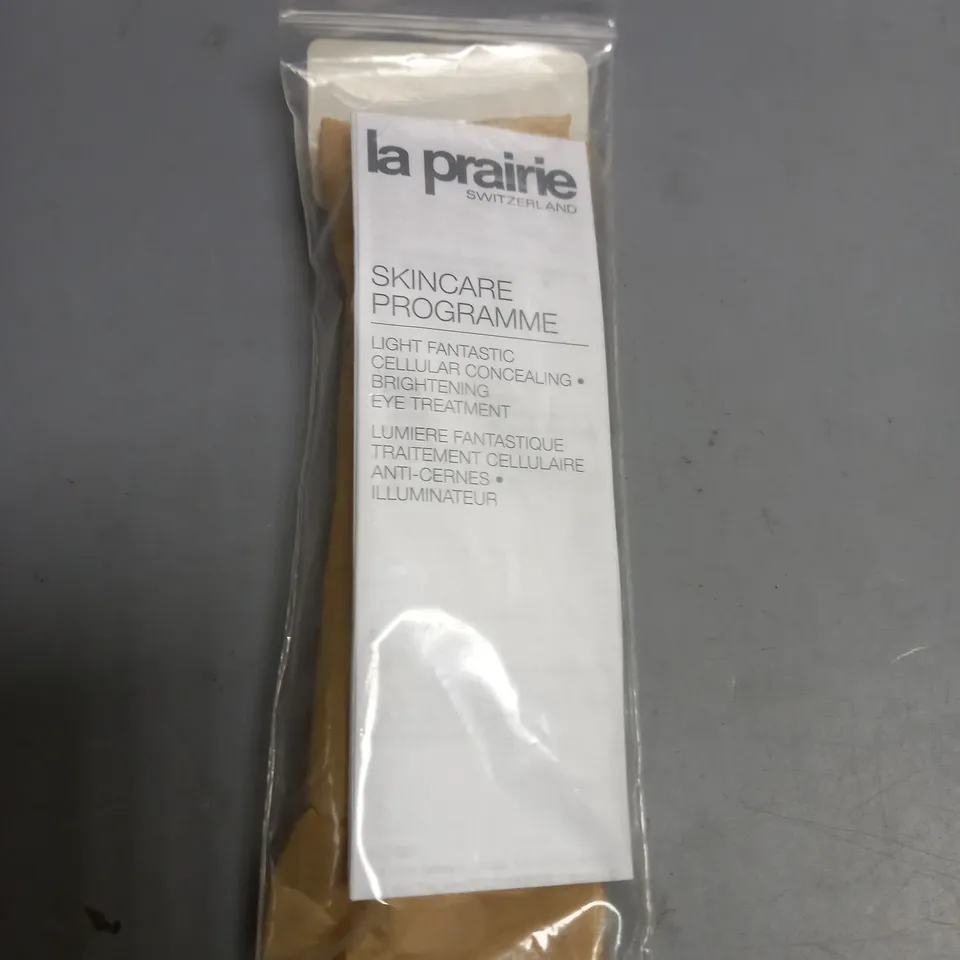 la prairie
SWITZERLAND
SKINCARE
PROGRAMME
LIGHT FANTASTIC
CELLULAR CONCEALING •
BRIGHTENING
EYE TREATMENT
LUMIERE FANTASTIQUE
TRAITEMENT CELLULAIRE
ANTI-CERNES •
ILLUMINATEUR